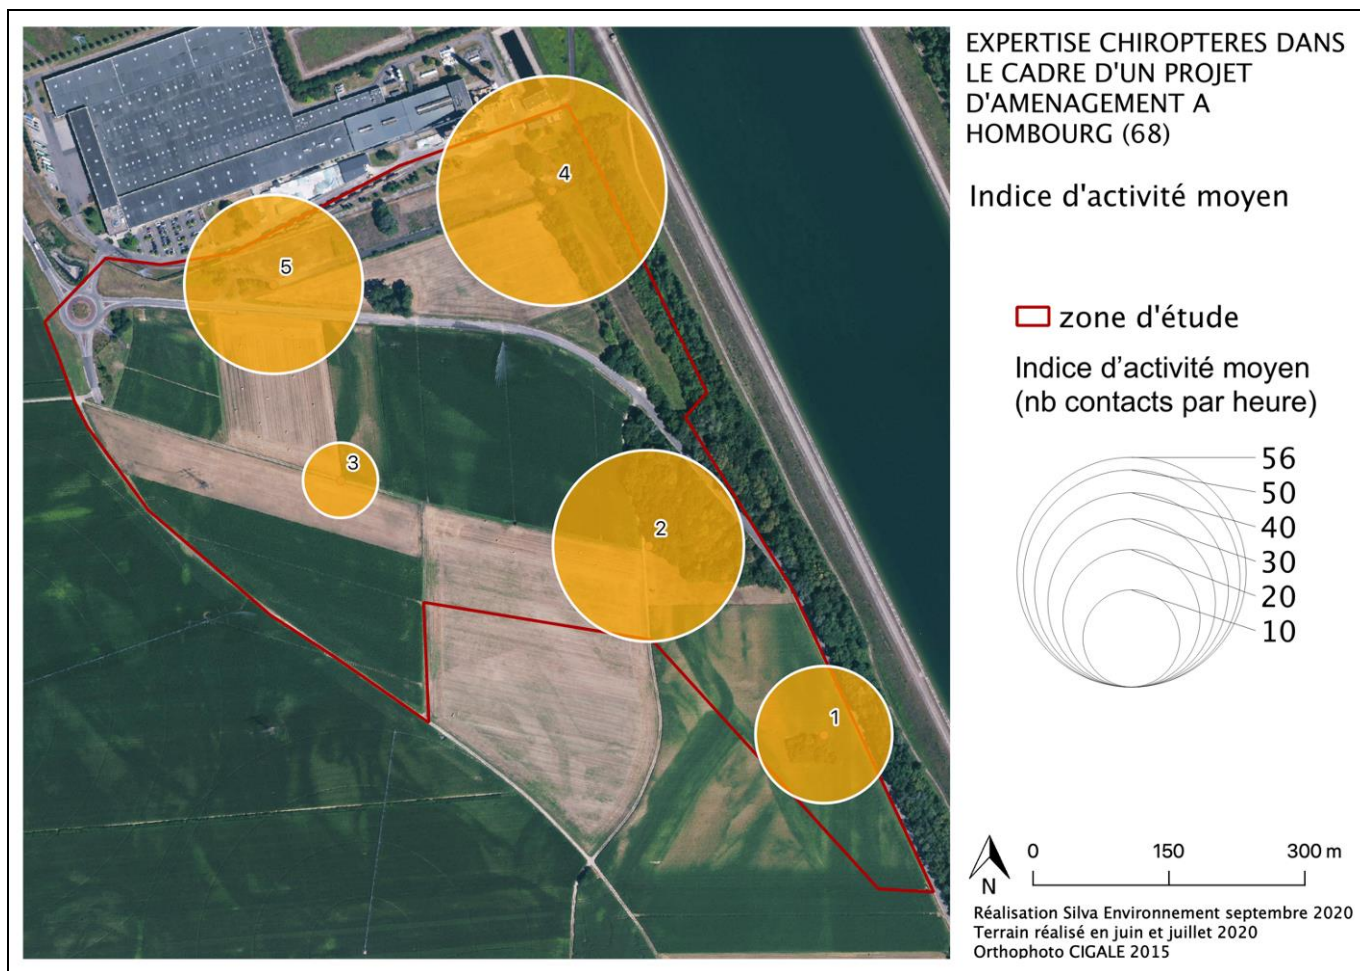 EXPERTISE CHIROPTERES DANS
LE CADRE D'UN PROJET
D'AMENAGEMENT A
HOMBOURG (68)
Indice d'activité moyen
zone d'étude
Indice d’activité moyen
(nb contacts par heure)
56
50
40
30
20
10
4
5
3
2
1
N
0 150 300 m
Réalisation Silva Environnement septembre 2020
Terrain réalisé en juin et juillet 2020
Orthophoto CIGALE 2015